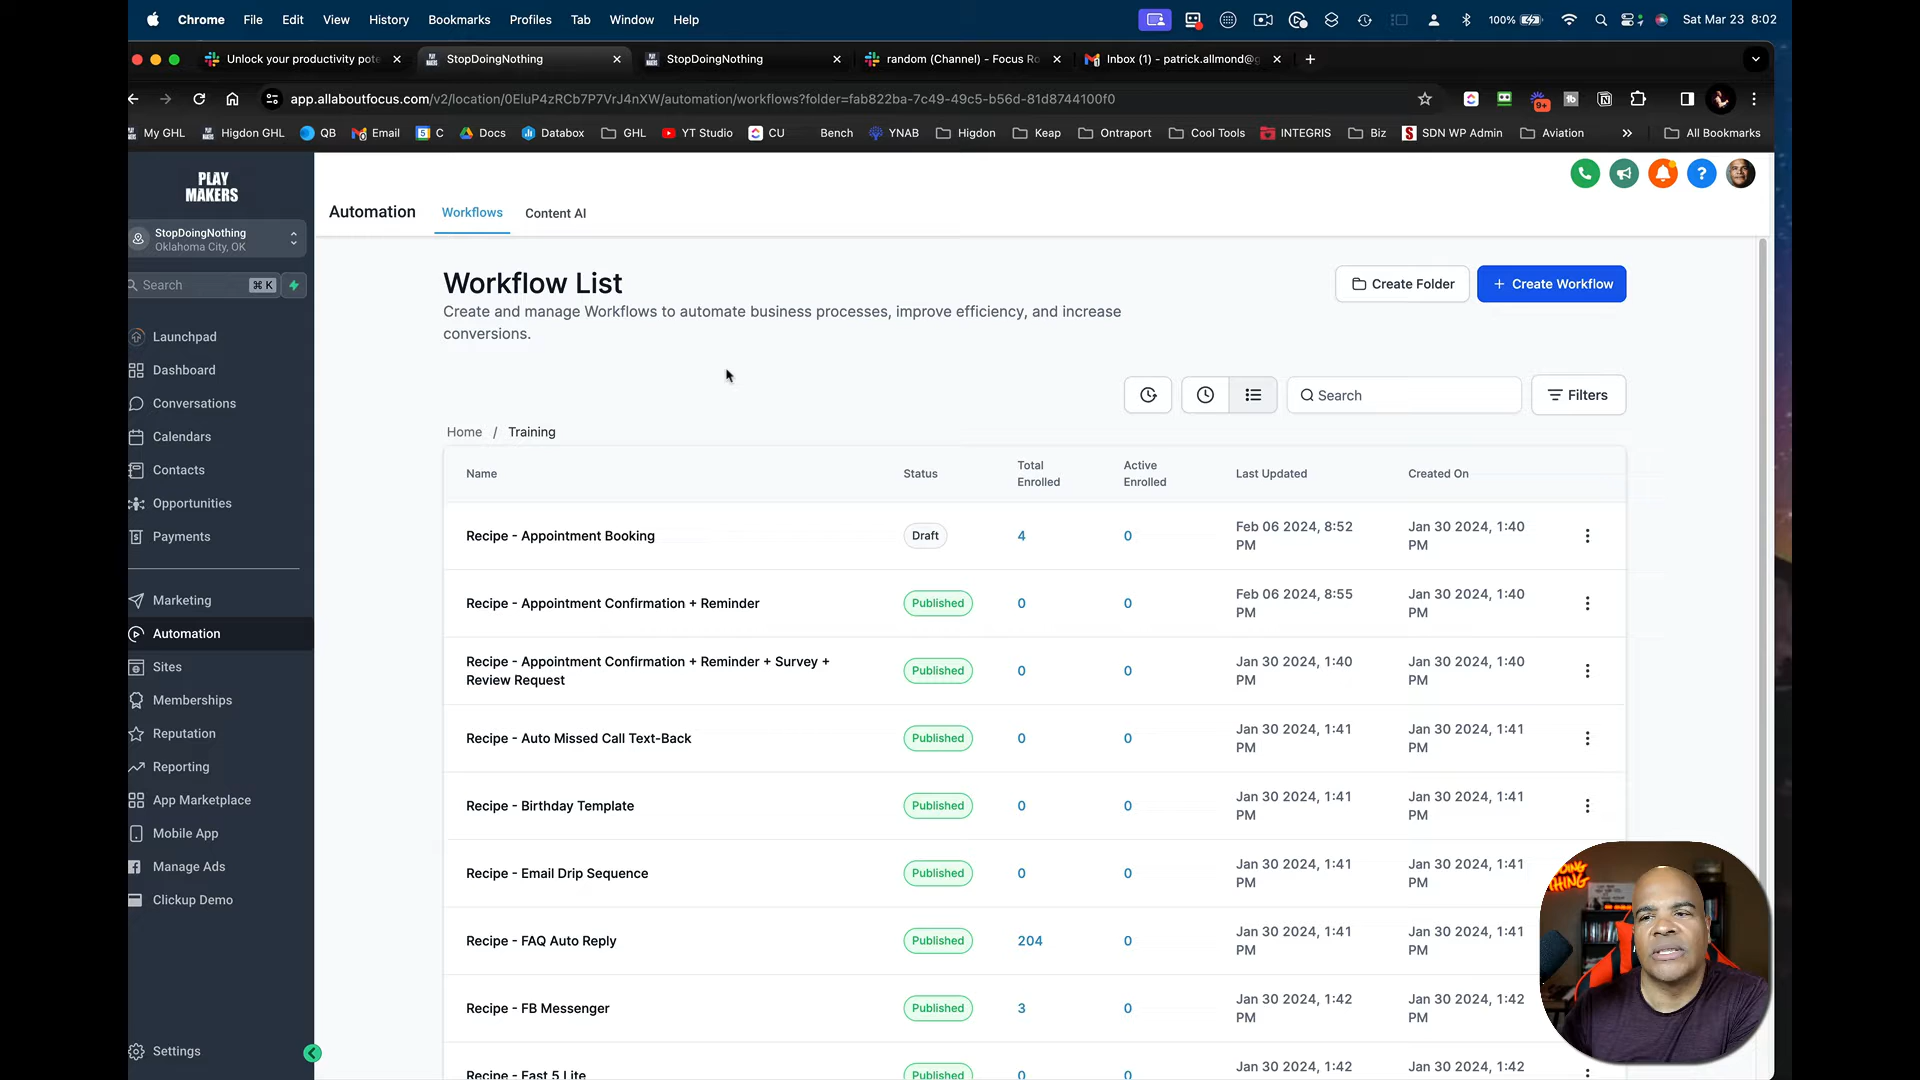 Chrome File Edit View History Bookmarks Profiles Tab Window Help 100% Sat Mar 23 8:02
Unlock your productivity pote StopDoingNothing StopDoingNothing random (Channel) - Focus Ro Inbox (1) - patrick.allmond@g
app.allaboutfocus.com/v2/location/0EluP4zRCb7P7VrJ4nXW/automation/workflows?folder=fab822ba-7c49-49c5-b56d-81d8744100f0 9+
My GHL Higdon GHL QB Email 5 C Docs Databox GHL YT Studio CU Bench YNAB Higdon Keap Ontraport Cool Tools INTEGRIS Biz S SDN WP Admin Aviation » All Bookmarks
PLAY
MAKERS
StopDoingNothing
Oklahoma City, OK
Search ⌘ K
Launchpad
Dashboard
Conversations
Calendars
Contacts
Opportunities
Payments
Marketing
Automation
Sites
Memberships
Reputation
Reporting
App Marketplace
Mobile App
Manage Ads
Clickup Demo
Settings
Automation Workflows Content AI
?
Workflow List
Create and manage Workflows to automate business processes, improve efficiency, and increase
conversions.
Create Folder + Create Workflow
Search Filters
Home / Training
Name Status Total Enrolled Active Enrolled Last Updated Created On
Recipe - Appointment Booking Draft 4 0 Feb 06 2024, 8:52 PM Jan 30 2024, 1:40 PM
Recipe - Appointment Confirmation + Reminder Published 0 0 Feb 06 2024, 8:55 PM Jan 30 2024, 1:40 PM
Recipe - Appointment Confirmation + Reminder + Survey +
Review Request Published 0 0 Jan 30 2024, 1:40 PM Jan 30 2024, 1:40 PM
Recipe - Auto Missed Call Text-Back Published 0 0 Jan 30 2024, 1:41 PM Jan 30 2024, 1:41 PM
Recipe - Birthday Template Published 0 0 Jan 30 2024, 1:41 PM Jan 30 2024, 1:41 PM
Recipe - Email Drip Sequence Published 0 0 Jan 30 2024, 1:41 PM Jan 30 2024, 1:41 PM
Recipe - FAQ Auto Reply Published 204 0 Jan 30 2024, 1:41 PM Jan 30 2024, 1:41 PM
Recipe - FB Messenger Published 3 0 Jan 30 2024, 1:42 PM Jan 30 2024, 1:42 PM
Recipe - Fast 5 Lite Published 0 0 Jan 30 2024, 1:42 Jan 30 2024, 1:42
DOING
THING